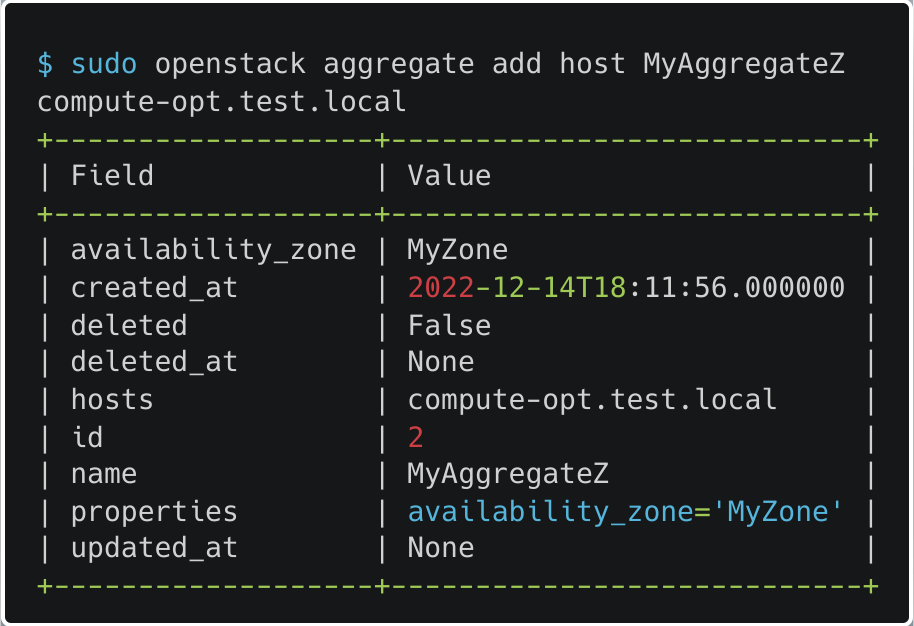 $ sudo openstack aggregate add host MyAggregateZ
compute-opt.test.local
+-------------------+----------------------------+
| Field             | Value                      |
+-------------------+----------------------------+
| availability_zone | MyZone                     |
| created_at        | 2022-12-14T18:11:56.000000 |
| deleted           | False                      |
| deleted_at        | None                       |
| hosts             | compute-opt.test.local     |
| id                | 2                          |
| name              | MyAggregateZ               |
| properties        | availability_zone='MyZone' |
| updated_at        | None                       |
+-------------------+----------------------------+